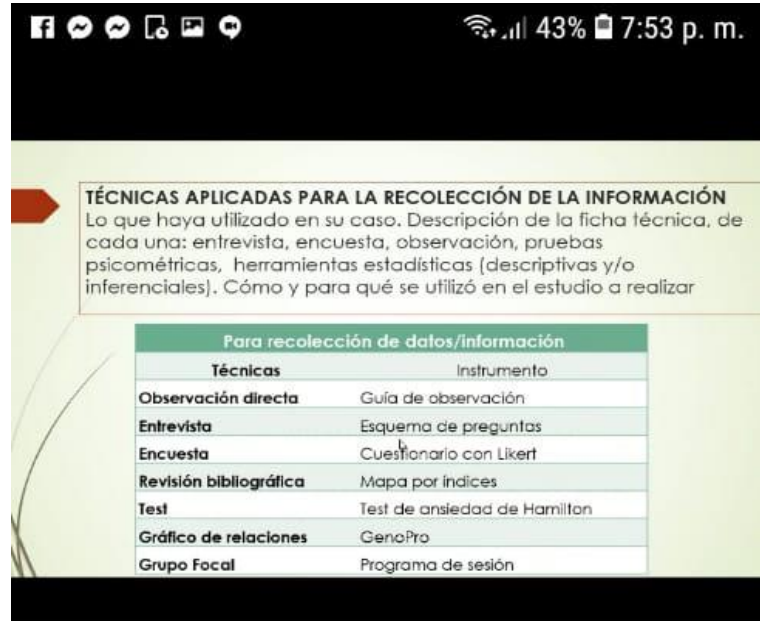 43% 7:53 p. m.
TÉCNICAS APLICADAS PARA LA RECOLECCIÓN DE LA INFORMACIÓN
Lo que haya utilizado en su caso. Descripción de la ficha técnica, de
cada una: entrevista, encuesta, observación, pruebas
psicométricas, herramientas estadísticas (descriptivas y/o
inferenciales). Cómo y para qué se utilizó en el estudio a realizar
Para recolección de datos/información
Técnicas Instrumento
Observación directa Guía de observación
Entrevista Esquema de preguntas
Encuesta Cuestionario con Likert
Revisión bibliográfica Mapa por índices
Test Test de ansiedad de Hamilton
Gráfico de relaciones GenoPro
Grupo Focal Programa de sesión